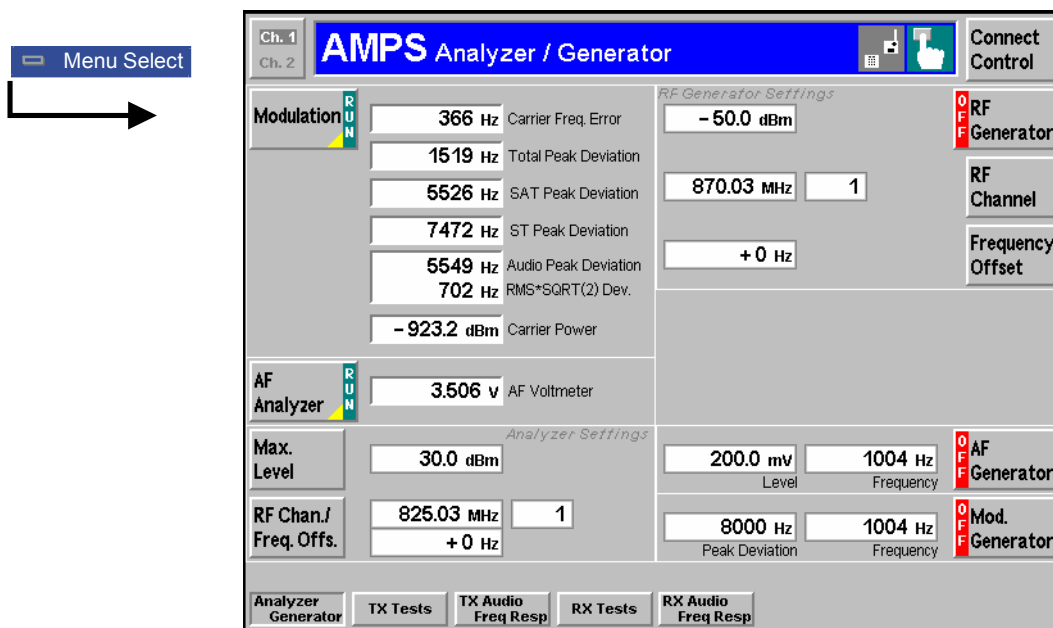 Menu Select
Ch. 1
Ch. 2
AMPS Analyzer / Generator
Connect
Control
Modulation
RUN
366 Hz Carrier Freq. Error
1519 Hz Total Peak Deviation
5526 Hz SAT Peak Deviation
7472 Hz ST Peak Deviation
5549 Hz Audio Peak Deviation
702 Hz RMS*SQRT(2) Dev.
- 923.2 dBm Carrier Power
RF Generator Settings
- 50.0 dBm
OFF
RF
Generator
870.03 MHz 1
RF
Channel
+ 0 Hz
Frequency
Offset
AF
Analyzer
RUN
3.506 V AF Voltmeter
Analyzer Settings
Max.
Level
30.0 dBm
RF Chan./
Freq. Offs.
825.03 MHz 1
+ 0 Hz
200.0 mV 1004 Hz
Level Frequency
OFF
AF
Generator
8000 Hz 1004 Hz
Peak Deviation Frequency
OFF
Mod.
Generator
Analyzer
Generator
TX Tests
TX Audio
Freq Resp
RX Tests
RX Audio
Freq Resp